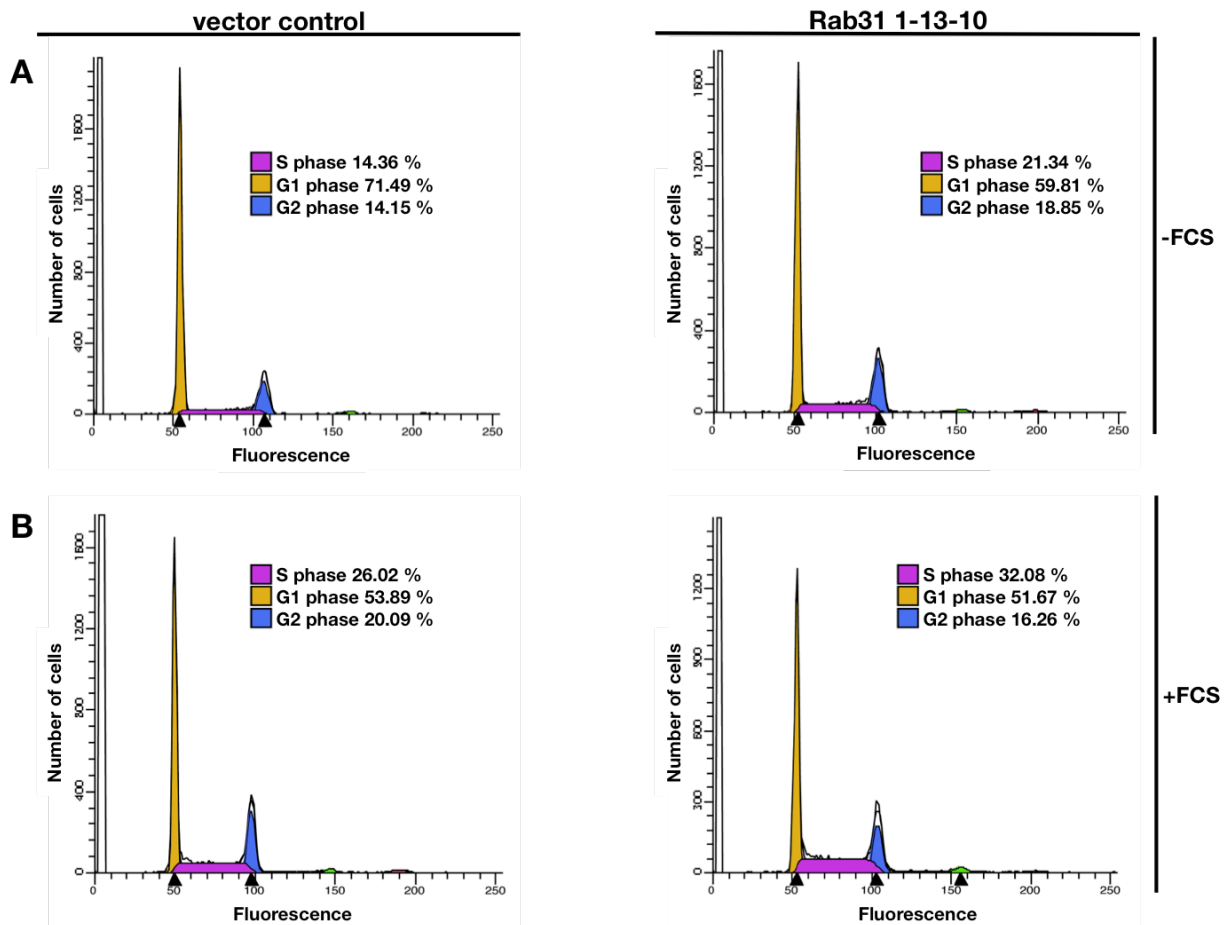 vector control
Rab31 1-13-10
A
S phase 14.36 %
G1 phase 71.49 %
G2 phase 14.15 %
Number of cells
1600
1200
800
400
0
0 50 100 150 200 250
Fluorescence
S phase 21.34 %
G1 phase 59.81 %
G2 phase 18.85 %
Number of cells
1600
1200
800
400
0
0 50 100 150 200 250
Fluorescence
-FCS
B
S phase 26.02 %
G1 phase 53.89 %
G2 phase 20.09 %
Number of cells
1600
1200
800
400
0
0 50 100 150 200 250
Fluorescence
S phase 32.08 %
G1 phase 51.67 %
G2 phase 16.26 %
Number of cells
1200
900
600
300
0
0 50 100 150 200 250
Fluorescence
+FCS